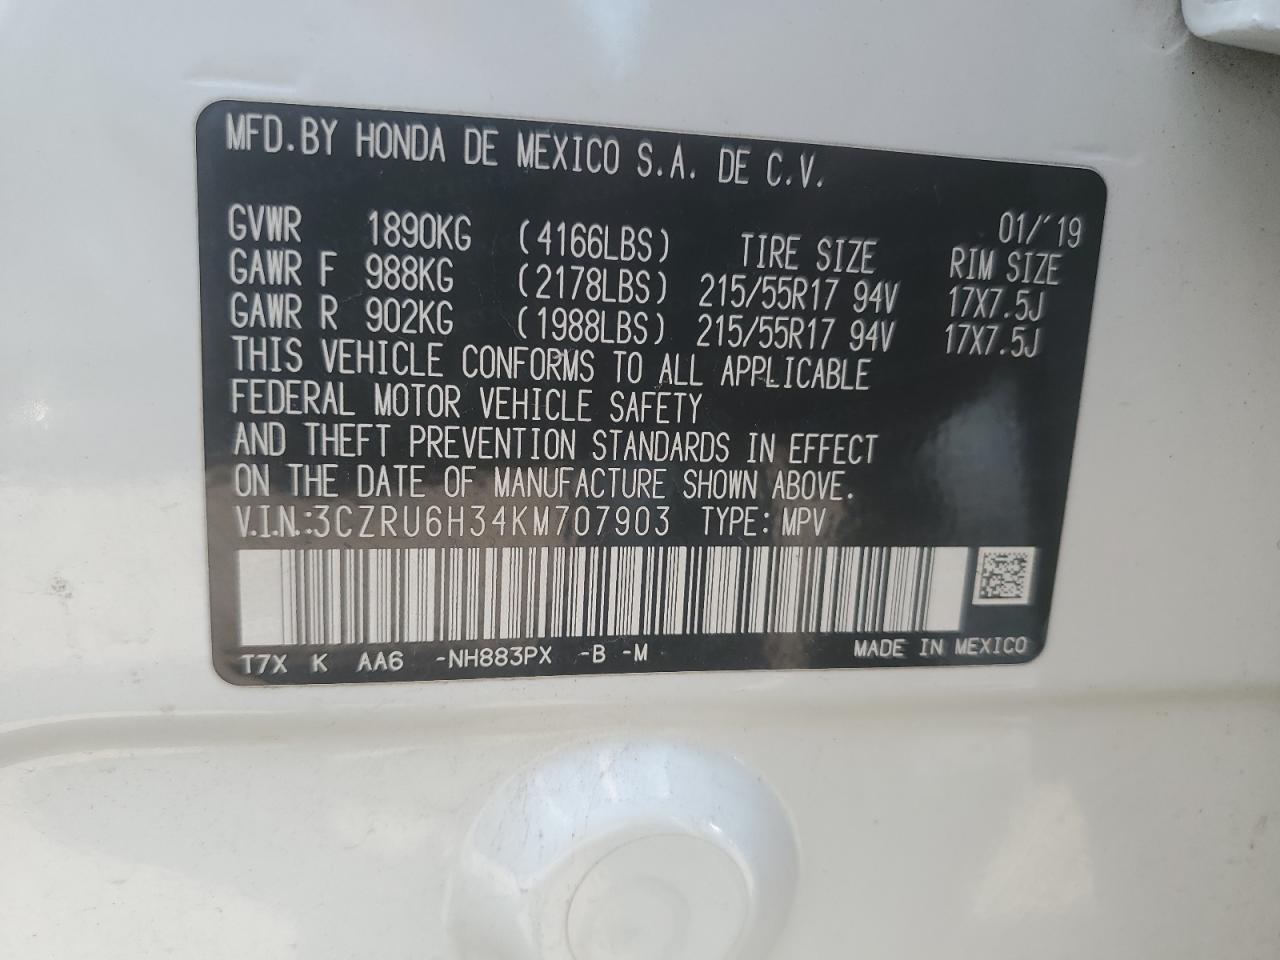 MFD.BY HONDA DE MEXICO S.A. DE C.V.
01/'19
GVWR 1890KG (4166LBS) TIRE SIZE RIM SIZE
GAWR F 988KG (2178LBS) 215/55R17 94V 17X7.5J
GAWR R 902KG (1988LBS) 215/55R17 94V 17X7.5J
THIS VEHICLE CONFORMS TO ALL APPLICABLE
FEDERAL MOTOR VEHICLE SAFETY
AND THEFT PREVENTION STANDARDS IN EFFECT
ON THE DATE OF MANUFACTURE SHOWN ABOVE.
V.I.N.:3CZRU6H34KM707903 TYPE: MPV
T7X K AA6 -NH883PX -B -M MADE IN MEXICO